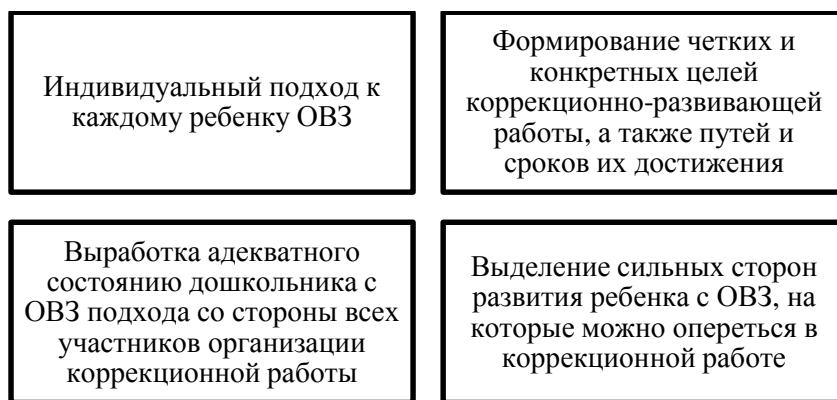 Индивидуальный подход к
каждому ребенку ОВЗ
Формирование четких и
конкретных целей
коррекционно-развивающей
работы, а также путей и
сроков их достижения
Выработка адекватного
состоянию дошкольника с
ОВЗ подхода со стороны всех
участников организации
коррекционной работы
Выделение сильных сторон
развития ребенка с ОВЗ, на
которые можно опереться в
коррекционной работе